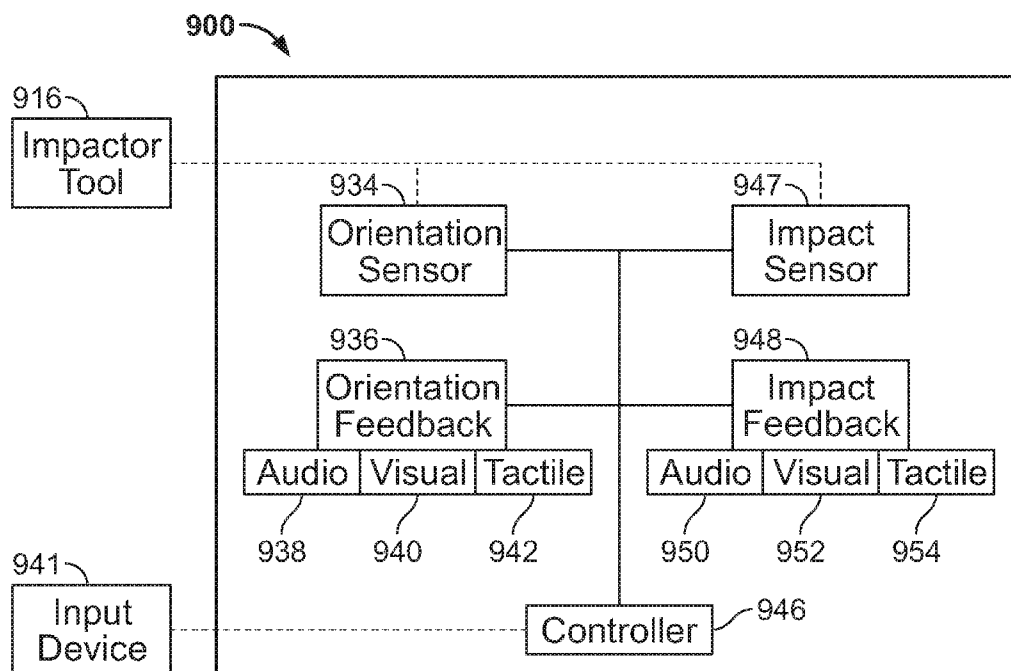 900
916
Impactor
Tool
934
Orientation
Sensor
947
Impact
Sensor
936
Orientation
Feedback
Audio Visual Tactile
938 940 942
948
Impact
Feedback
Audio Visual Tactile
950 952 954
941
Input
Device
Controller 946